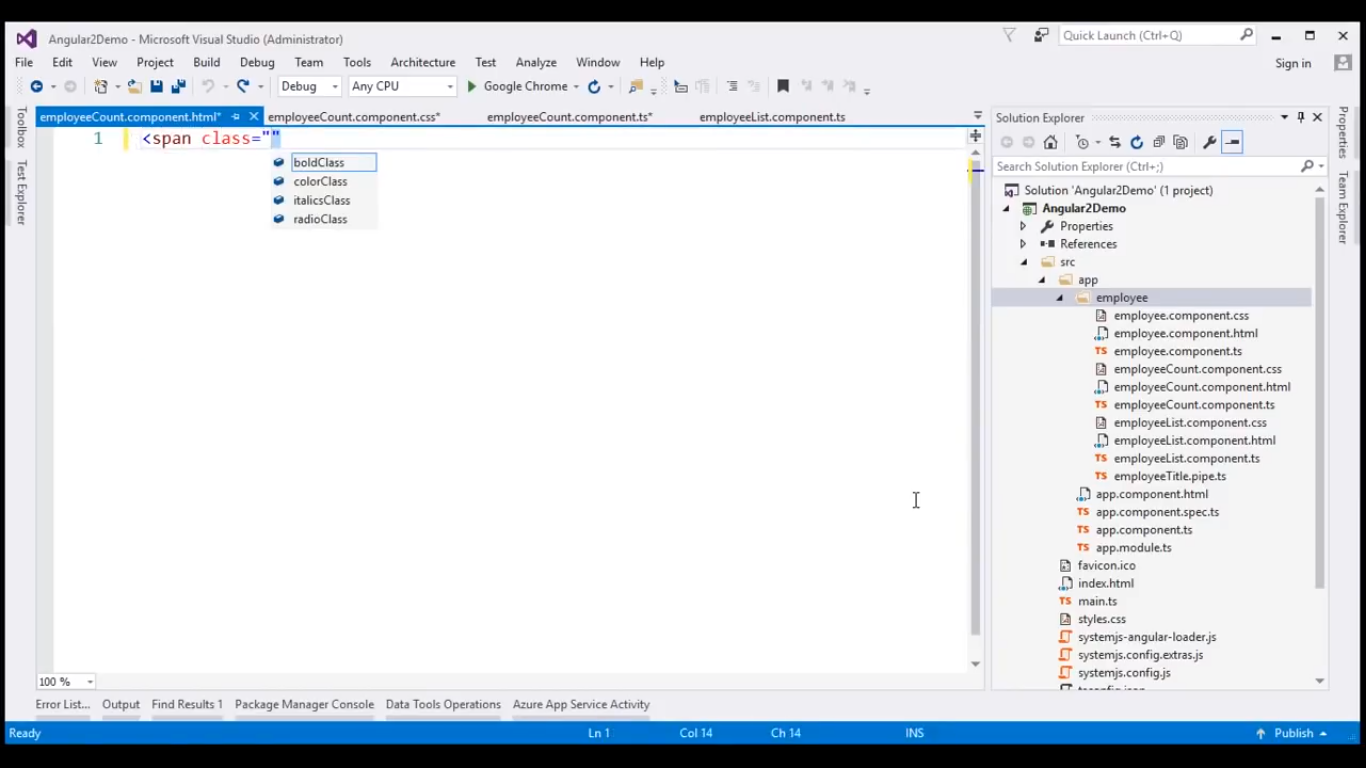 Angular2Demo - Microsoft Visual Studio (Administrator)
Quick Launch (Ctrl+Q)
File Edit View Project Build Debug Team Tools Architecture Test Analyze Window Help
Sign in
Debug Any CPU Google Chrome
employeeCount.component.html* employeeCount.component.css* employeeCount.component.ts* employeeList.component.ts
Toolbox
Test Explorer
1 <span class=""
boldClass
colorClass
italicsClass
radioClass
100 %
Solution Explorer
Search Solution Explorer (Ctrl+;)
Solution 'Angular2Demo' (1 project)
Angular2Demo
Properties
References
src
app
employee
employee.component.css
employee.component.html
employee.component.ts
employeeCount.component.css
employeeCount.component.html
employeeCount.component.ts
employeeList.component.css
employeeList.component.html
employeeList.component.ts
employeeTitle.pipe.ts
app.component.html
app.component.spec.ts
app.component.ts
app.module.ts
favicon.ico
index.html
main.ts
styles.css
systemjs-angular-loader.js
systemjs.config.extras.js
systemjs.config.js
Properties
Team Explorer
Error List... Output Find Results 1 Package Manager Console Data Tools Operations Azure App Service Activity
Ready Ln 1 Col 14 Ch 14 INS Publish